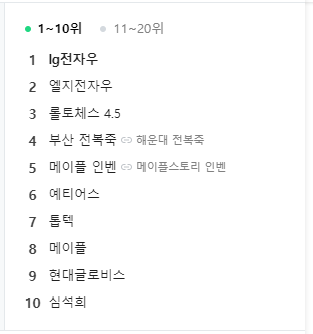 1~10위 11~20위
1 lg전자우
2 엘지전자우
3 롤토체스 4.5
4 부산 전복죽 해운대 전복죽
5 메이플 인벤 메이플스토리 인벤
6 예티어스
7 톱텍
8 메이플
9 현대글로비스
10 심석희